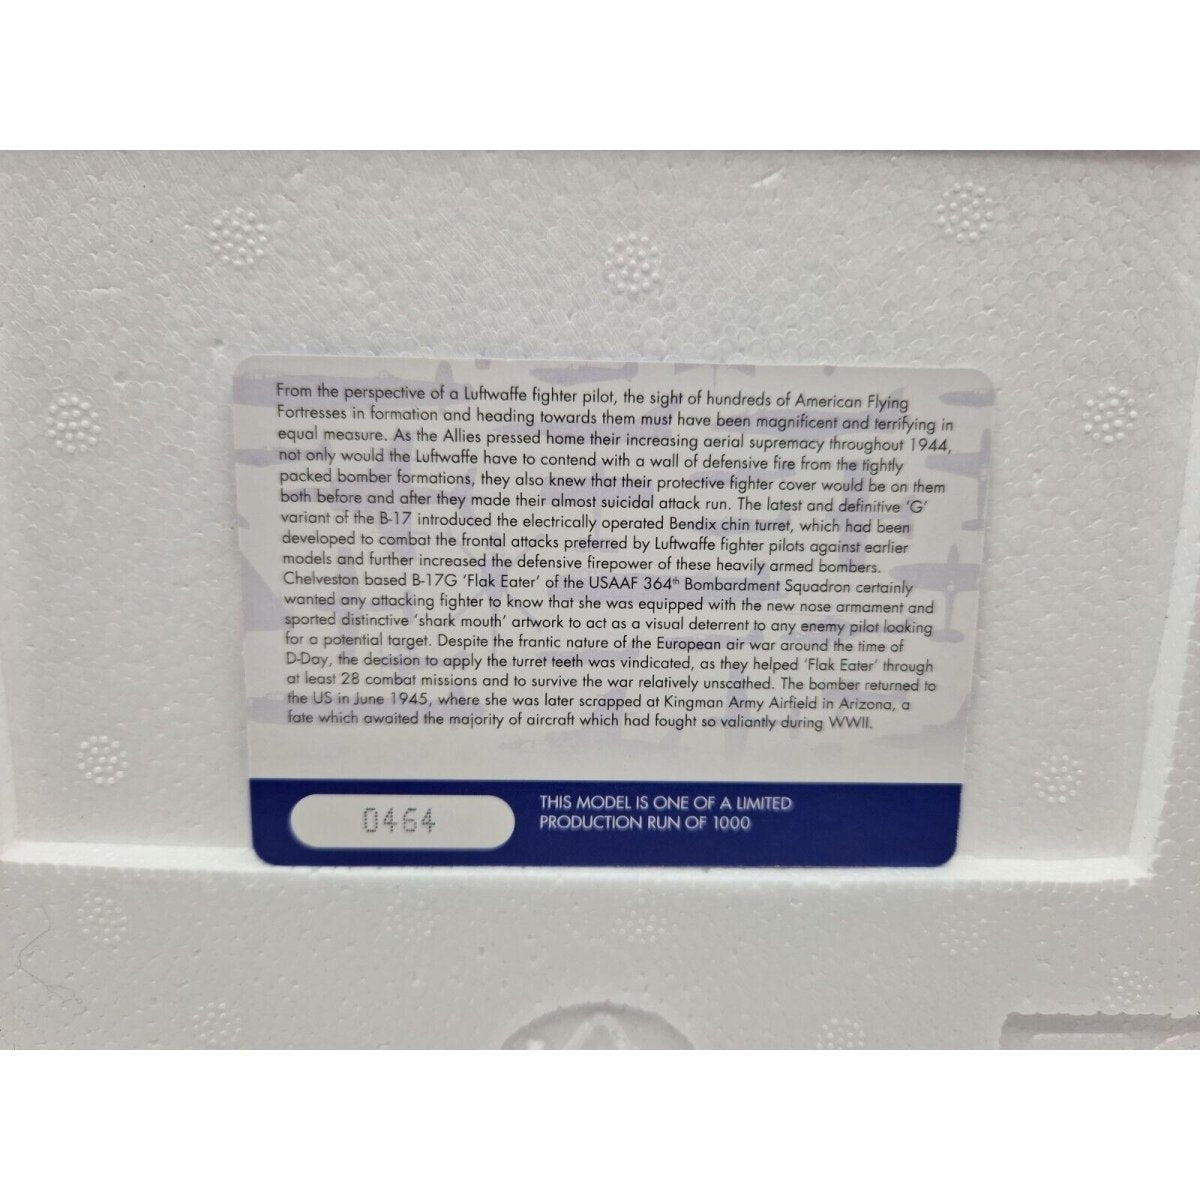 From the perspective of a Luftwaffe fighter pilot, the sight of hundreds of American Flying
Fortresses in formation and heading towards them must have been magnificent and terrifying in
equal measure. As the Allies pressed home their increasing aerial supremacy throughout 1944,
not only would the Luftwaffe have to contend with a wall of defensive fire from the tightly
packed bomber formations, they also knew that their protective fighter cover would be on them
both before and after they made their almost suicidal attack run. The latest and definitive 'G'
variant of the B-17 introduced the electrically operated Bendix chin turret, which had been
developed to combat the frontal attacks preferred by Luftwaffe fighter pilots against earlier
models and further increased the defensive firepower of these heavily armed bombers.
Chelveston based B-17G 'Flak Eater' of the USAAF 364th Bombardment Squadron certainly
wanted any attacking fighter to know that she was equipped with the new nose armament and
sported distinctive 'shark mouth' artwork to act as a visual deterrent to any enemy pilot looking
for a potential target. Despite the frantic nature of the European air war around the time of
D-Day, the decision to apply the turret teeth was vindicated, as they helped 'Flak Eater' through
at least 28 combat missions and to survive the war relatively unscathed. The bomber returned to
the US in June 1945, where she was later scrapped at Kingman Army Airfield in Arizona, a
fate which awaited the majority of aircraft which had fought so valiantly during WWII.
0464
THIS MODEL IS ONE OF A LIMITED
PRODUCTION RUN OF 1000